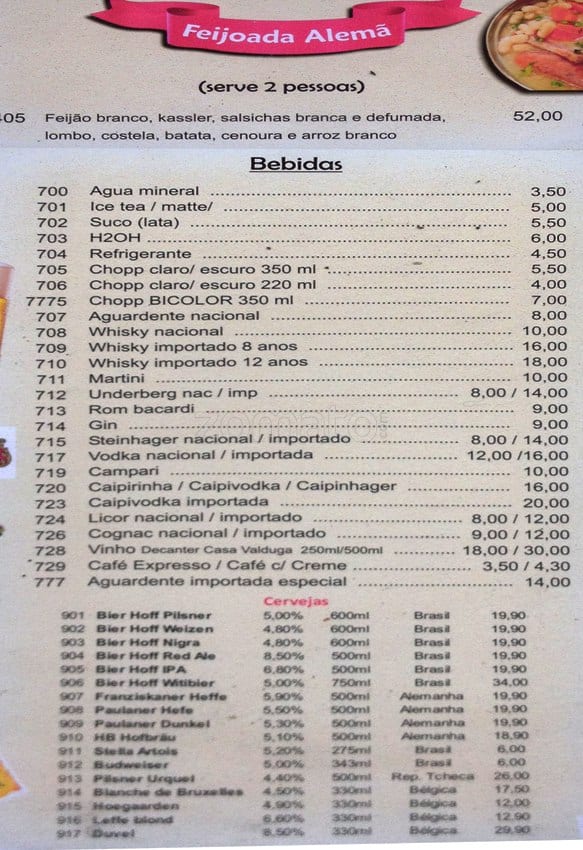 Feijoada Alemã
(serve 2 pessoas)
405 Feijão branco, kassler, salsichas branca e defumada, 52,00
lombo, costela, batata, cenoura e arroz branco
Bebidas
700 Agua mineral 3,50
701 Ice tea / matte/ 5,00
702 Suco (lata) 5,50
703 H2OH 6,00
704 Refrigerante 4,50
705 Chopp claro/ escuro 350 ml 5,50
706 Chopp claro/ escuro 220 ml 4,00
7775 Chopp BICOLOR 350 ml 7,00
707 Aguardente nacional 8,00
708 Whisky nacional 10,00
709 Whisky importado 8 anos 16,00
710 Whisky importado 12 anos 18,00
711 Martini 10,00
712 Underberg nac / imp 8,00 / 14,00
713 Rom bacardi 9,00
714 Gin 9,00
715 Steinhager nacional / importado 8,00 / 14,00
717 Vodka nacional / importada 12,00 /16,00
719 Campari 10,00
720 Caipirinha / Caipivodka / Caipinhager 16,00
723 Caipivodka importada 20,00
724 Licor nacional / importado 8,00 / 12,00
726 Cognac nacional / importado 9,00 / 12,00
728 Vinho Decanter Casa Valduga 250ml/500ml 18,00 / 30,00
729 Café Expresso / Café c/ Creme 3,50 / 4,30
777 Aguardente importada especial 14,00
zomato
Cervejas
901 Bier Hoff Pilsner 5,00% 600ml Brasil 19,90
902 Bier Hoff Weizen 4,80% 600ml Brasil 19,90
903 Bier Hoff Nigra 4,80% 600ml Brasil 19,90
904 Bier Hoff Red Ale 8,50% 500ml Brasil 19,90
905 Bier Hoff IPA 6,80% 500ml Brasil 19,90
906 Bier Hoff Witibier 5,00% 750ml Brasil 34,00
907 Franziskaner Heffe 5,90% 500ml Alemanha 19,90
908 Paulaner Hefe 5,50% 500ml Alemanha 19,90
909 Paulaner Dunkel 5,30% 500ml Alemanha 19,90
910 HB Hofbräu 5,10% 500ml Alemanha 18,90
911 Stella Artois 5,20% 275ml Brasil 6,00
912 Budweiser 5,00% 343ml Brasil 6,00
913 Pilsner Urquel 4,40% 500ml Rep. Tcheca 26,00
914 Blanche de Bruxelles 4,50% 330ml Bélgica 17,50
915 Hoegaarden 4,90% 330ml Bélgica 12,00
916 Leffe blond 6,60% 330ml Bélgica 12,90
917 Duvel 8,50% 330ml Bélgica 29,90